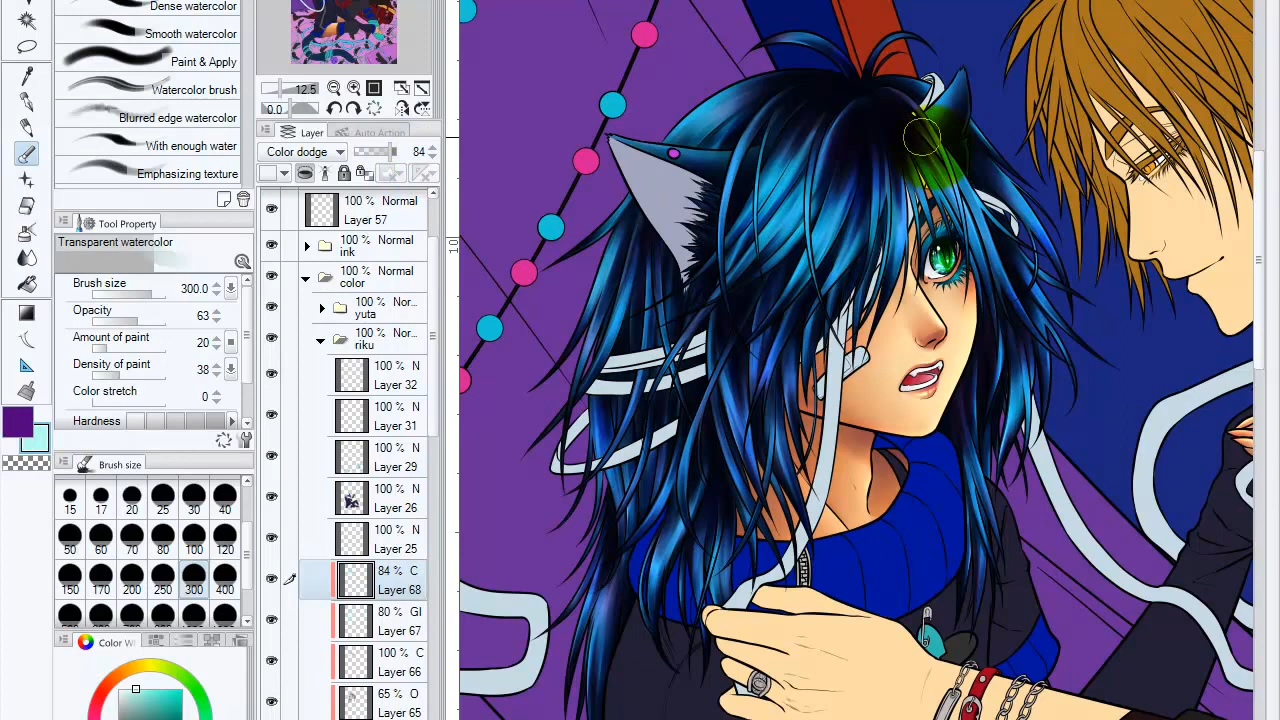 Dense watercolor
Smooth watercolor
Paint & Apply
Watercolor brush
Blurred edge watercolor
With enough water
Emphasizing texture
Tool Property
Transparent watercolor
Brush size 300.0
Opacity 63
Amount of paint 20
Density of paint 38
Color stretch 0
Hardness
Brush size
15 17 20 25 30 40
50 60 70 80 100 120
150 170 200 250 300 400
12.5
0.0
Layer Auto Action
Color dodge 84
100 % Normal
Layer 57
100 % Normal
ink
100 % Normal
color
100 % Nor...
yuta
100 % Nor...
riku
100 % N
Layer 32
100 % N
Layer 31
100 % N
Layer 29
100 % N
Layer 26
100 % N
Layer 25
84 % C
Layer 68
80 % Gl
Layer 67
100 % C
Layer 66
65 % O
Layer 65
10